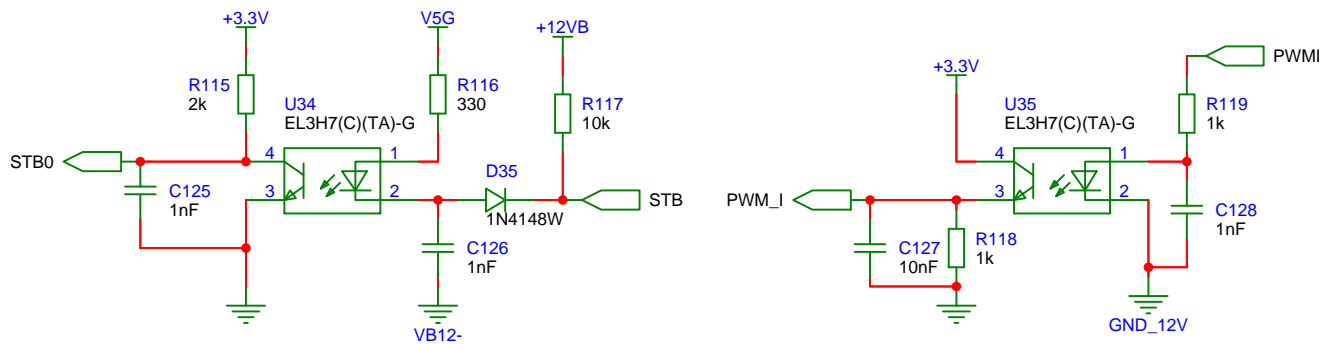 +3.3V
V5G
+12VB
R115
2k
U34
EL3H7(C)(TA)-G
R116
330
R117
10k
STB0
4
1
3
2
C125
1nF
D35
1N4148W
STB
C126
1nF
VB12-
+3.3V
PWMI
U35
EL3H7(C)(TA)-G
R119
1k
4
1
3
2
PWM_I
C127
10nF
R118
1k
C128
1nF
GND_12V